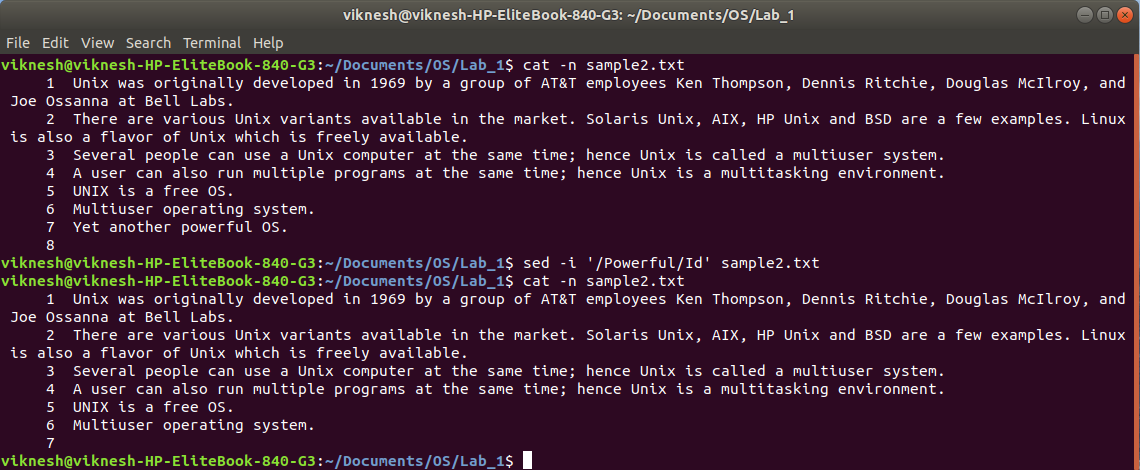 viknesh@viknesh-HP-EliteBook-840-G3: ~/Documents/OS/Lab_1
File Edit View Search Terminal Help
viknesh@viknesh-HP-EliteBook-840-G3:~/Documents/OS/Lab_1$ cat -n sample2.txt
     1  Unix was originally developed in 1969 by a group of AT&T employees Ken Thompson, Dennis Ritchie, Douglas McIlroy, and
 Joe Ossanna at Bell Labs.
     2  There are various Unix variants available in the market. Solaris Unix, AIX, HP Unix and BSD are a few examples. Linux
 is also a flavor of Unix which is freely available.
     3  Several people can use a Unix computer at the same time; hence Unix is called a multiuser system.
     4  A user can also run multiple programs at the same time; hence Unix is a multitasking environment.
     5  UNIX is a free OS.
     6  Multiuser operating system.
     7  Yet another powerful OS.
     8
viknesh@viknesh-HP-EliteBook-840-G3:~/Documents/OS/Lab_1$ sed -i '/Powerful/Id' sample2.txt
viknesh@viknesh-HP-EliteBook-840-G3:~/Documents/OS/Lab_1$ cat -n sample2.txt
     1  Unix was originally developed in 1969 by a group of AT&T employees Ken Thompson, Dennis Ritchie, Douglas McIlroy, and
 Joe Ossanna at Bell Labs.
     2  There are various Unix variants available in the market. Solaris Unix, AIX, HP Unix and BSD are a few examples. Linux
 is also a flavor of Unix which is freely available.
     3  Several people can use a Unix computer at the same time; hence Unix is called a multiuser system.
     4  A user can also run multiple programs at the same time; hence Unix is a multitasking environment.
     5  UNIX is a free OS.
     6  Multiuser operating system.
     7
viknesh@viknesh-HP-EliteBook-840-G3:~/Documents/OS/Lab_1$